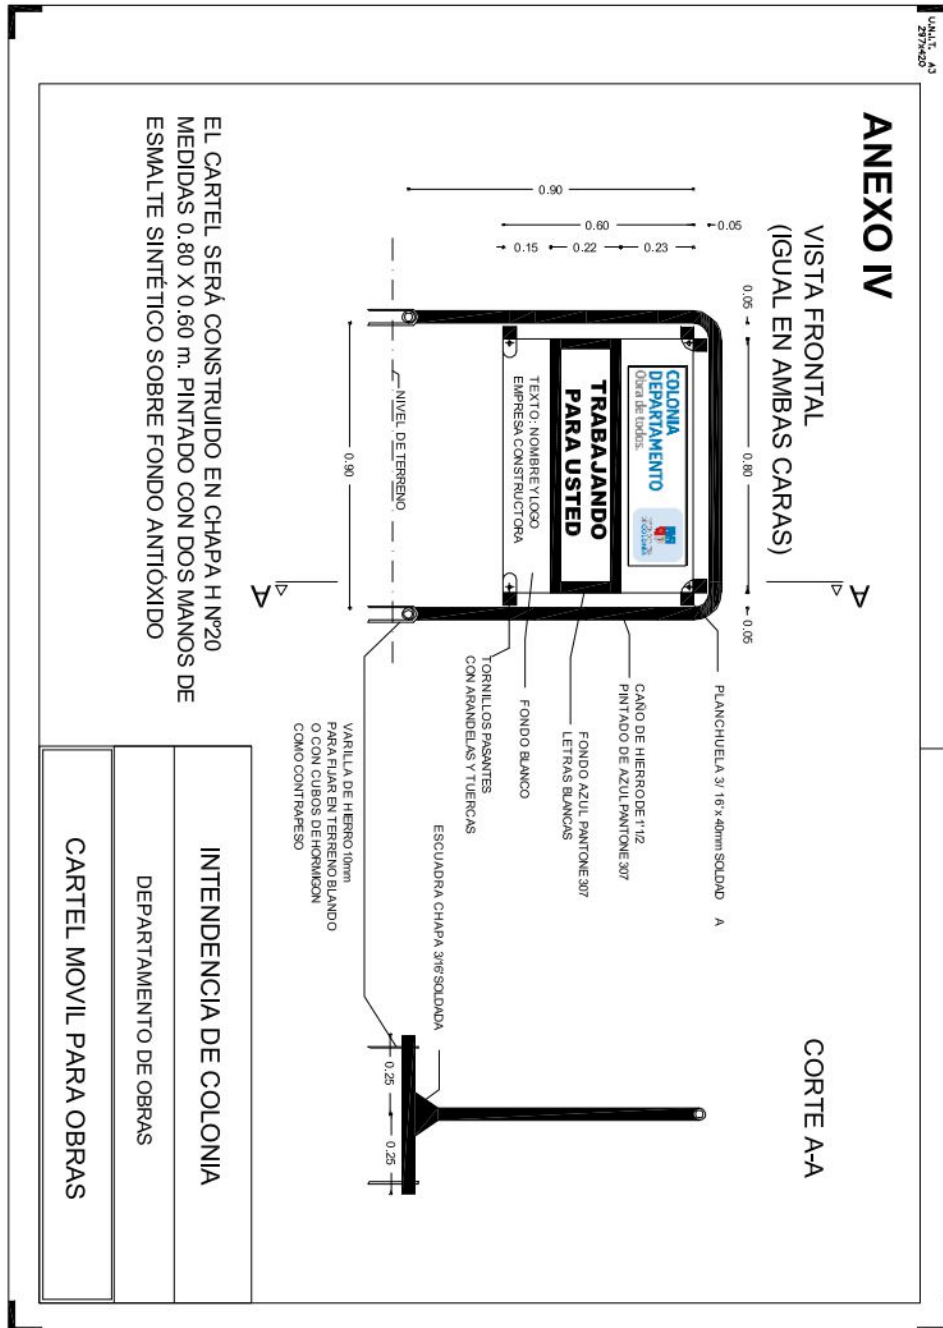 U.N.I.T. A3
297x420
ANEXO IV
VISTA FRONTAL
(IGUAL EN AMBAS CARAS)
CORTE A-A
0.05
0.80
0.05
A
A
0.05
0.23
0.22
0.15
0.60
0.90
COLONIA
DEPARTAMENTO
Obra de todos.
TRABAJANDO
PARA USTED
TEXTO: NOMBRE Y LOGO
EMPRESA CONSTRUCTORA
NIVEL DE TERRENO
0.90
PLANCHUELA 3/ 16'x 40mm SOLDAD A
CAÑO DE HIERRO DE 1'1/2
PINTADO DE AZUL PANTONE 307
FONDO AZUL PANTONE 307
LETRAS BLANCAS
FONDO BLANCO
TORNILLOS PASANTES
CON ARANDELAS Y TUERCAS
ESCUADRA CHAPA 3/16'SOLDADA
VARILLA DE HIERRO 10mm
PARA FIJAR EN TERRENO BLANDO
O CON CUBOS DE HORMIGON
COMO CONTRAPESO
0.25
0.25
EL CARTEL SERÁ CONSTRUIDO EN CHAPA H Nº20
MEDIDAS 0.80 X 0.60 m. PINTADO CON DOS MANOS DE
ESMALTE SINTÉTICO SOBRE FONDO ANTIÓXIDO
INTENDENCIA DE COLONIA
DEPARTAMENTO DE OBRAS
CARTEL MOVIL PARA OBRAS